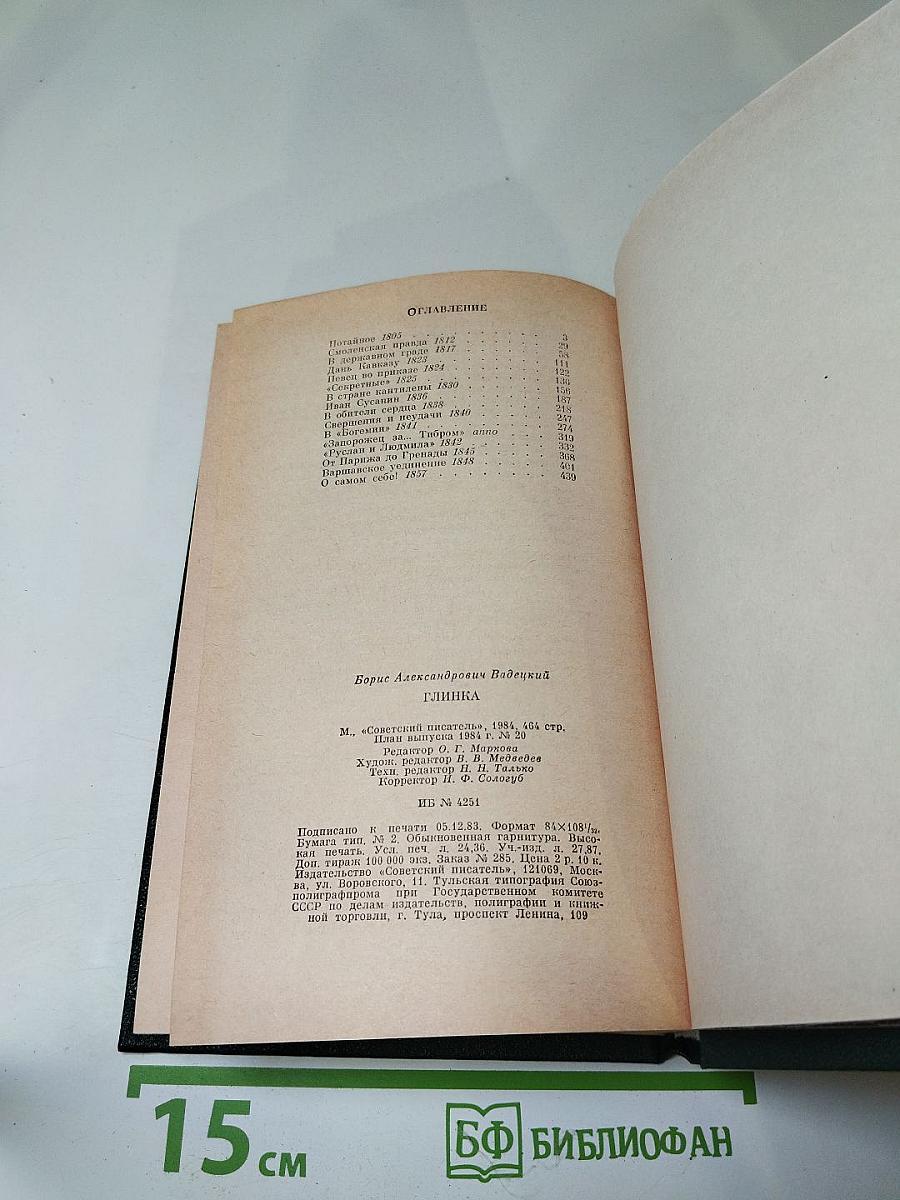 ОГЛАВЛЕНИЕ
Потайное 1805 . . . . . . . . . . 3
Смоленская правда 1812 . . . . . . 29
В державном граде 1817 . . . . . . 58
Дань Кавказу 1823 . . . . . . . . 111
Певец во приказе 1824 . . . . . . 122
«Секретные» 1825 . . . . . . . . 136
В стране кантилены 1830 . . . . . . 156
Иван Сусанин 1836 . . . . . . . . 187
В обители сердца 1838 . . . . . . 218
Свершения и неудачи 1840 . . . . . 247
В «Богемии» 1841 . . . . . . . . 274
«Запорожец за... Тибром» anno . . . 319
«Руслан и Людмила» 1842 . . . . . 332
От Парижа до Гренады 1845 . . . . . 368
Варшавское уединение 1848 . . . . . 401
О самом себе! 1857 . . . . . . . . 439
Борис Александрович Вадецкий
ГЛИНКА
М., «Советский писатель», 1984, 464 стр.
План выпуска 1984 г. № 20
Редактор О. Г. Маркова
Худож. редактор В. В. Медведев
Техн. редактор Н. Н. Талько
Корректор И. Ф. Сологуб
ИБ № 4251
Подписано к печати 05.12.83. Формат 84×108¹/₃₂.
Бумага тип. № 2. Обыкновенная гарнитура. Высо-
кая печать. Усл. печ. л. 24,36. Уч.-изд. л. 27,87.
Доп. тираж 100 000 экз. Заказ № 285. Цена 2 р. 10 к.
Издательство «Советский писатель», 121069, Моск-
ва, ул. Воровского, 11. Тульская типография Союз-
полиграфпрома при Государственном комитете
СССР по делам издательств, полиграфии и книж-
ной торговли, г. Тула, проспект Ленина, 109
15 см
БФ БИБЛИОФАН